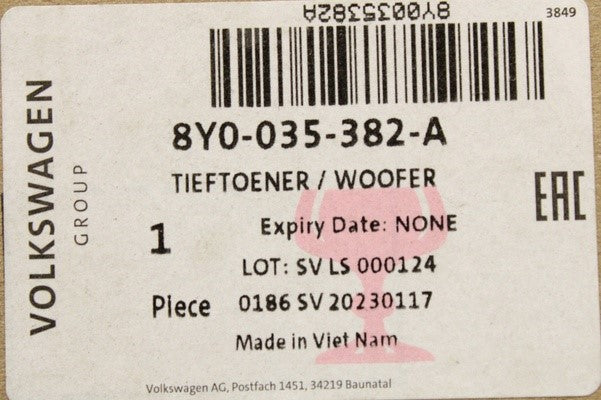 8Y0035382A
3849
8Y0-035-382-A
TIEFTOENER / WOOFER
VOLKSWAGEN
GROUP
EAC
1
Expiry Date: NONE
LOT: SV LS 000124
Piece 0186 SV 20230117
Made in Viet Nam
Volkswagen AG, Postfach 1451, 34219 Baunatal